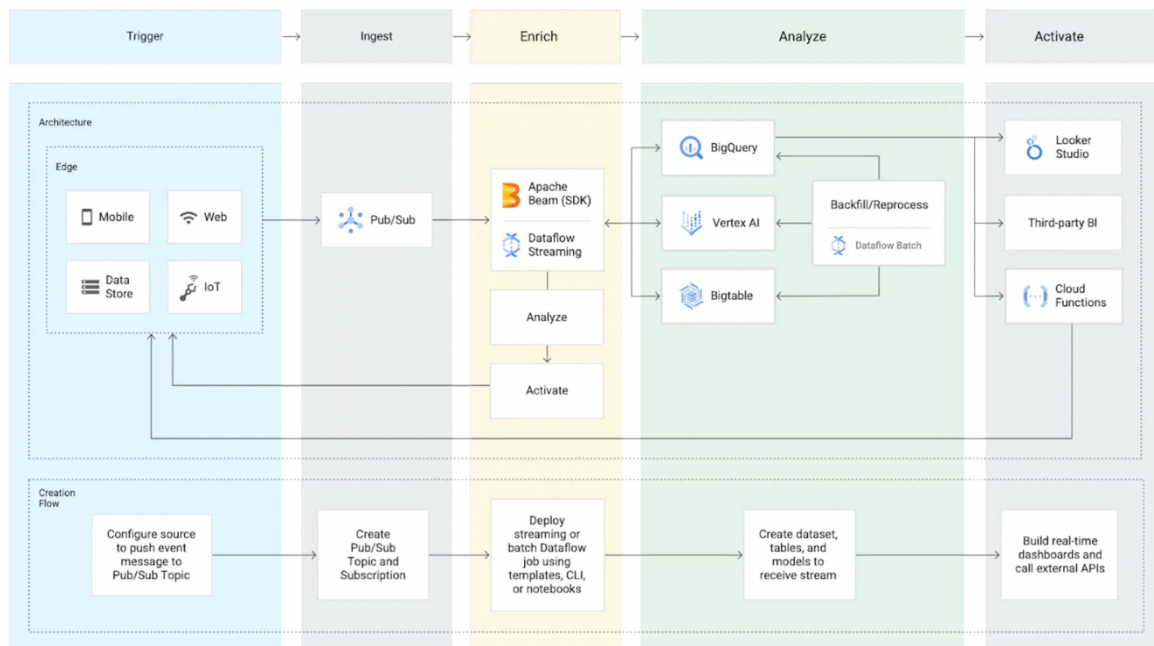 Trigger
Ingest
Enrich
Analyze
Activate
Architecture
Edge
Mobile
Web
Data
Store
IoT
Pub/Sub
Apache
Beam (SDK)
Dataflow
Streaming
Analyze
Activate
BigQuery
Vertex AI
Bigtable
Backfill/Reprocess
Dataflow Batch
Looker
Studio
Third-party BI
Cloud
Functions
Creation
Flow
Configure source
to push event
message to
Pub/Sub Topic
Create
Pub/Sub
Topic and
Subscription
Deploy
streaming or
batch Dataflow
job using
templates, CLI,
or notebooks
Create dataset,
tables, and
models to
receive stream
Build real-time
dashboards and
call external APIs